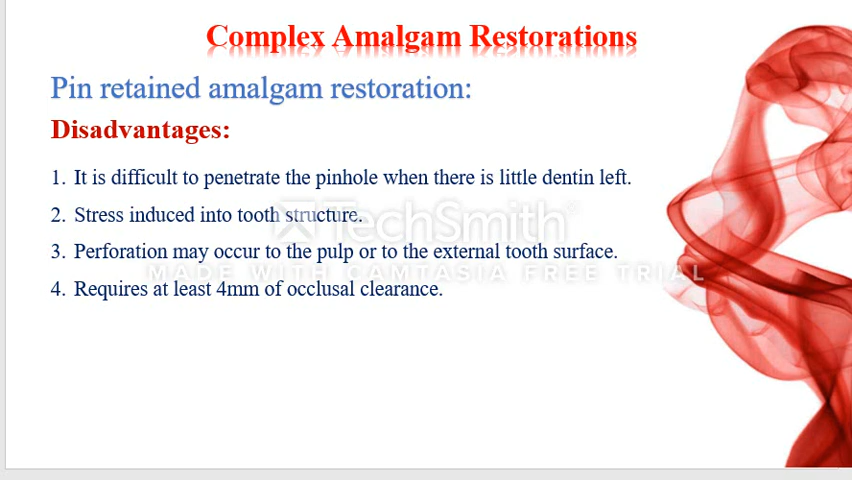 Complex Amalgam Restorations
Pin retained amalgam restoration:
Disadvantages:
1. It is difficult to penetrate the pinhole when there is little dentin left.
2. Stress induced into tooth structure.
TechSmith
3. Perforation may occur to the pulp or to the external tooth surface.
MADE WITH CAMTASIA FREE TRIAL
4. Requires at least 4mm of occlusal clearance.